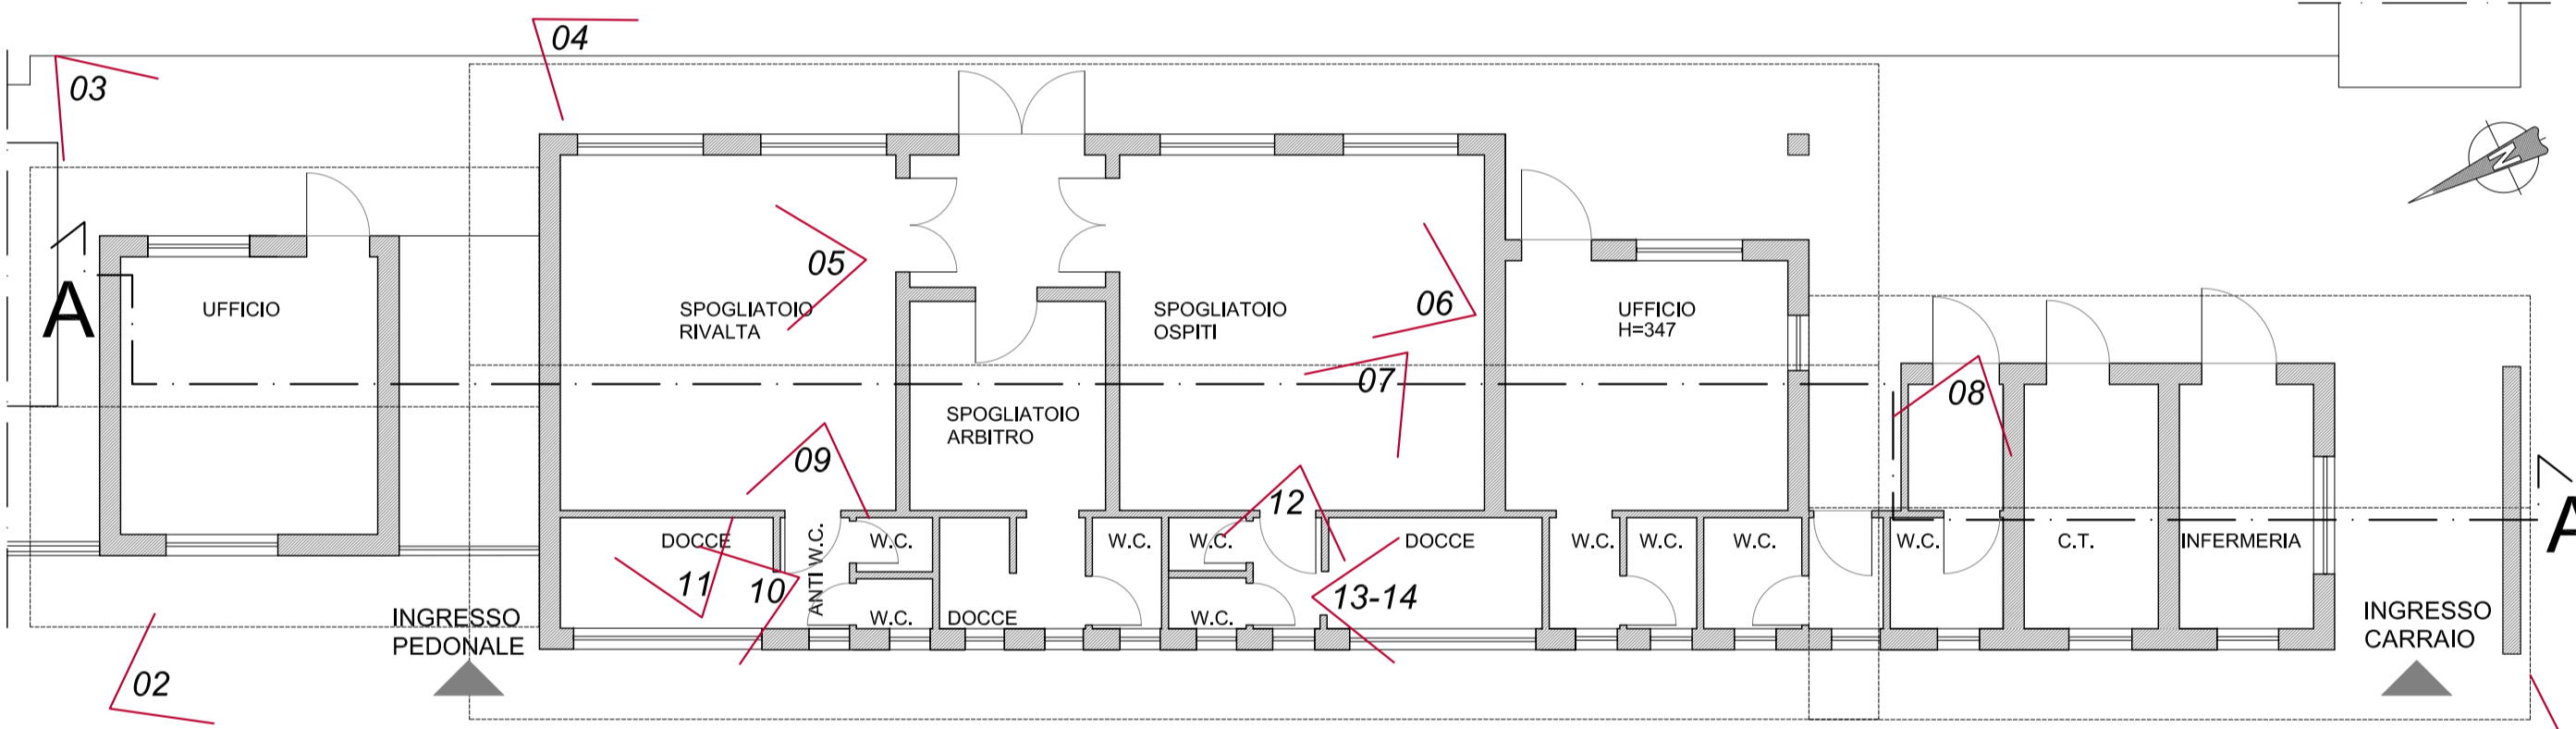 04
03
N
05
A
UFFICIO
SPOGLIATOIO
RIVALTA
SPOGLIATOIO
OSPITI
06
UFFICIO
H=347
07
08
SPOGLIATOIO
ARBITRO
09
12
A
DOCCE
ANTI W.C.
W.C.
W.C.
W.C.
DOCCE
W.C.
W.C.
W.C.
W.C.
C.T.
INFERMERIA
11
10
13-14
W.C.
DOCCE
W.C.
INGRESSO
PEDONALE
INGRESSO
CARRAIO
02